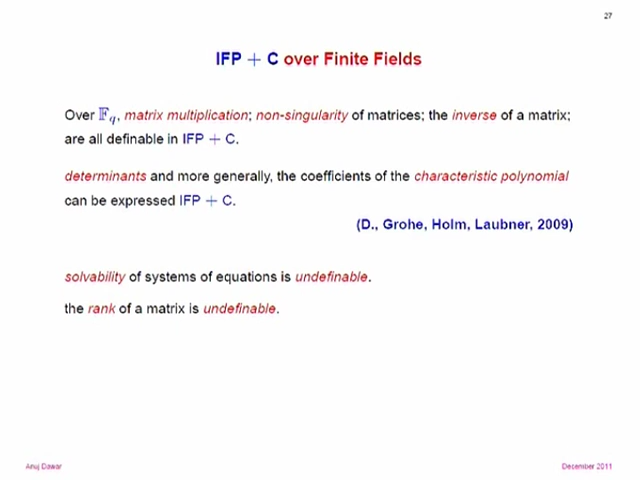 27
IFP + C over Finite Fields
Over 𝔽q, matrix multiplication; non-singularity of matrices; the inverse of a matrix;
are all definable in IFP + C.
determinants and more generally, the coefficients of the characteristic polynomial
can be expressed IFP + C.
(D., Grohe, Holm, Laubner, 2009)
solvability of systems of equations is undefinable.
the rank of a matrix is undefinable.
Anuj Dawar
December 2011